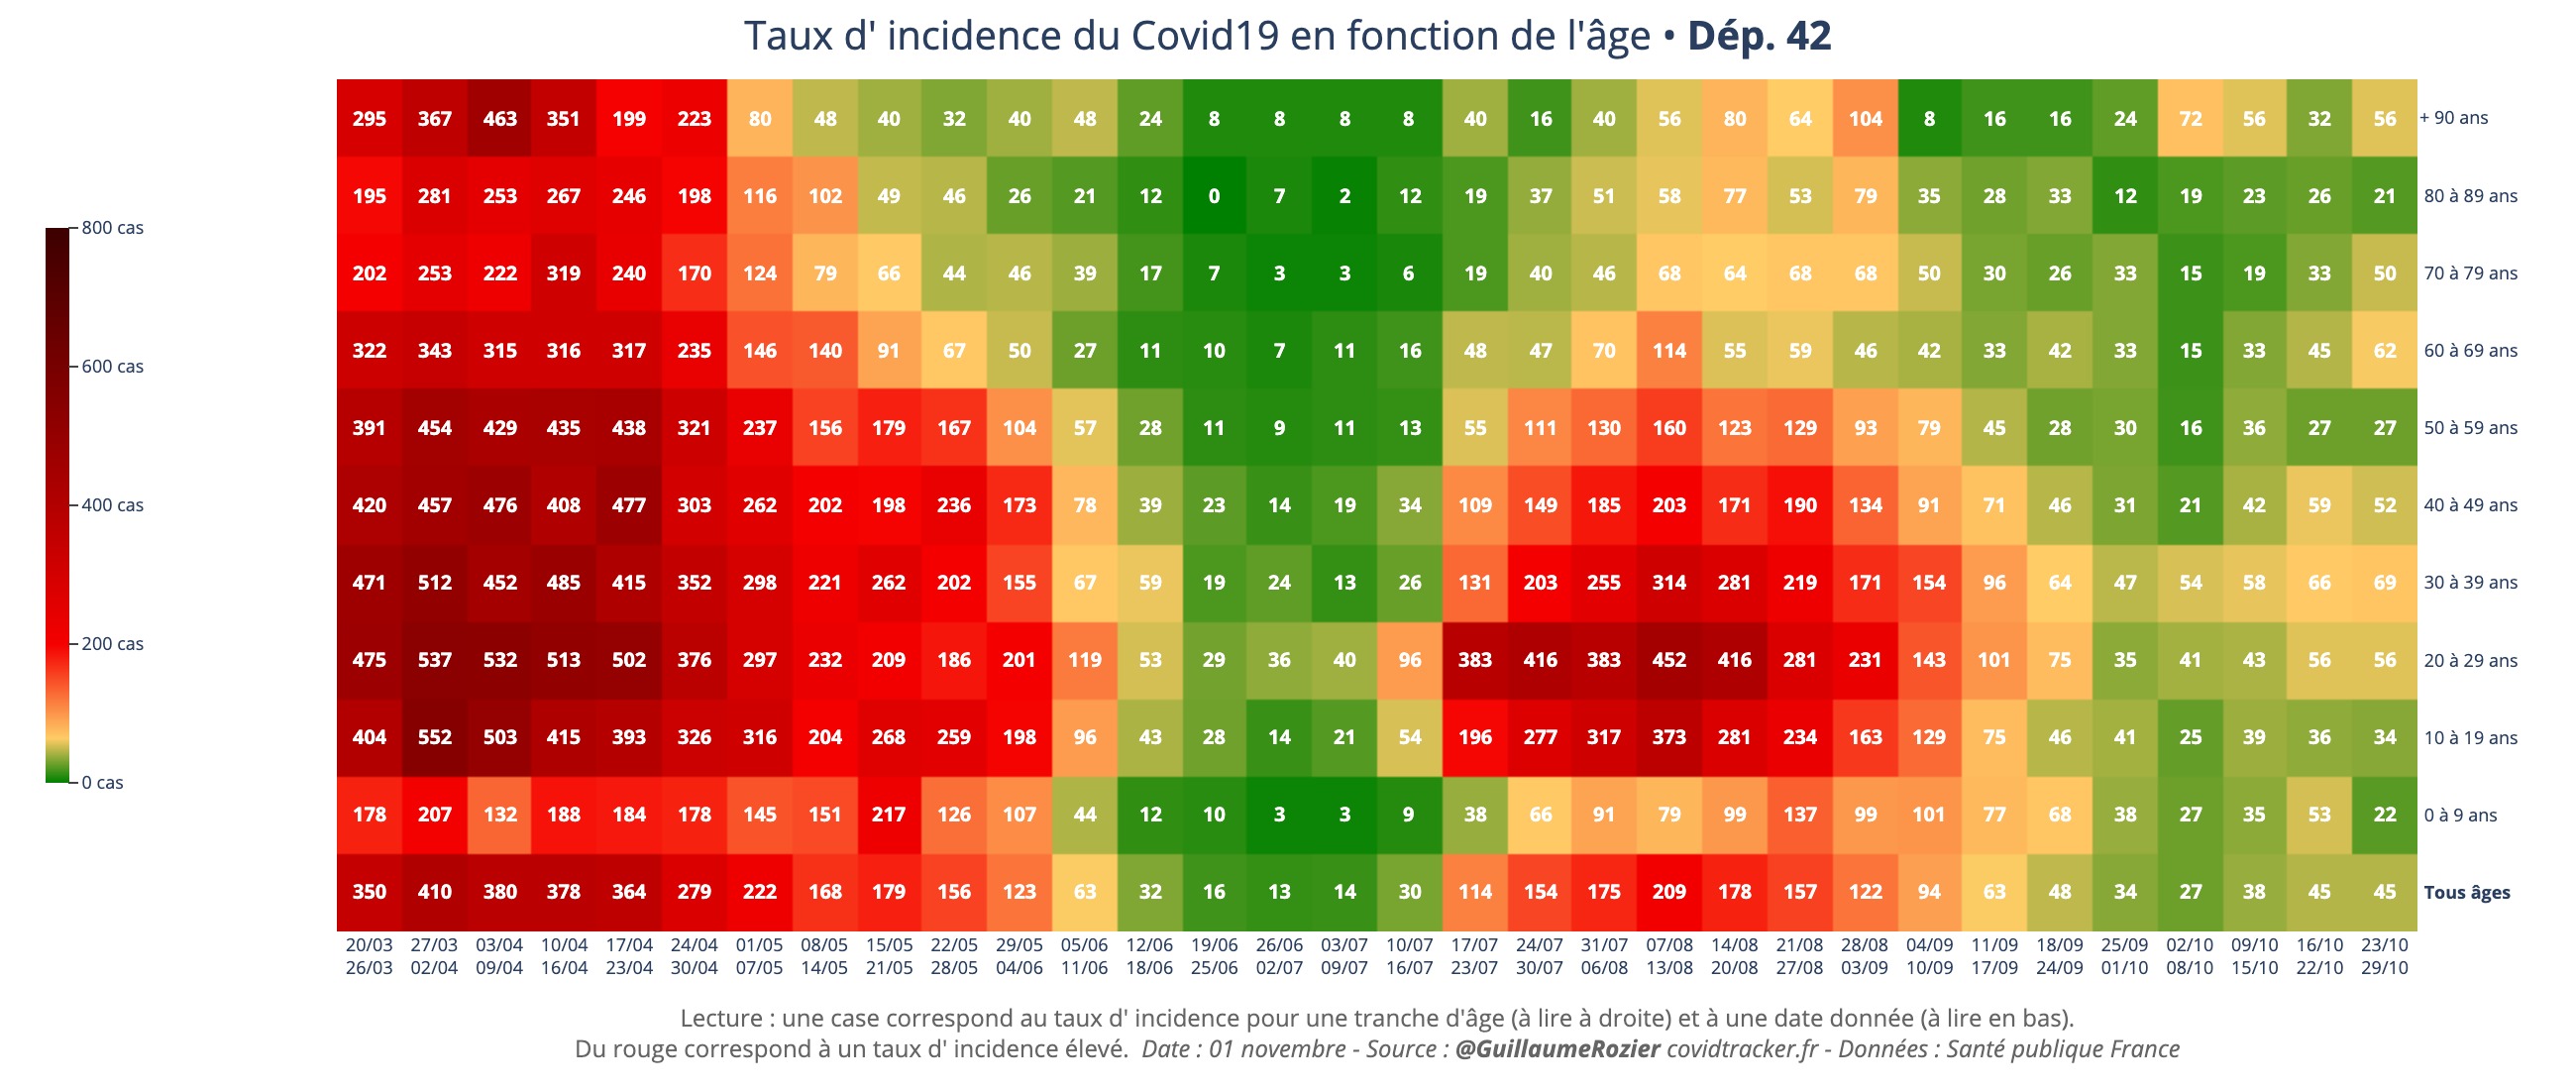 Taux d' incidence du Covid19 en fonction de l'âge • Dép. 42
800 cas
600 cas
400 cas
200 cas
0 cas
295 367 463 351 199 223 80 48 40 32 40 48 24 8 8 8 8 40 16 40 56 80 64 104 8 16 16 24 72 56 32 56 + 90 ans
195 281 253 267 246 198 116 102 49 46 26 21 12 0 7 2 12 19 37 51 58 77 53 79 35 28 33 12 19 23 26 21 80 à 89 ans
202 253 222 319 240 170 124 79 66 44 46 39 17 7 3 3 6 19 40 46 68 64 68 68 50 30 26 33 15 19 33 50 70 à 79 ans
322 343 315 316 317 235 146 140 91 67 50 27 11 10 7 11 16 48 47 70 114 55 59 46 42 33 42 33 15 33 45 62 60 à 69 ans
391 454 429 435 438 321 237 156 179 167 104 57 28 11 9 11 13 55 111 130 160 123 129 93 79 45 28 30 16 36 27 27 50 à 59 ans
420 457 476 408 477 303 262 202 198 236 173 78 39 23 14 19 34 109 149 185 203 171 190 134 91 71 46 31 21 42 59 52 40 à 49 ans
471 512 452 485 415 352 298 221 262 202 155 67 59 19 24 13 26 131 203 255 314 281 219 171 154 96 64 47 54 58 66 69 30 à 39 ans
475 537 532 513 502 376 297 232 209 186 201 119 53 29 36 40 96 383 416 383 452 416 281 231 143 101 75 35 41 43 56 56 20 à 29 ans
404 552 503 415 393 326 316 204 268 259 198 96 43 28 14 21 54 196 277 317 373 281 234 163 129 75 46 41 25 39 36 34 10 à 19 ans
178 207 132 188 184 178 145 151 217 126 107 44 12 10 3 3 9 38 66 91 79 99 137 99 101 77 68 38 27 35 53 22 0 à 9 ans
350 410 380 378 364 279 222 168 179 156 123 63 32 16 13 14 30 114 154 175 209 178 157 122 94 63 48 34 27 38 45 45 Tous âges
20/03 27/03 03/04 10/04 17/04 24/04 01/05 08/05 15/05 22/05 29/05 05/06 12/06 19/06 26/06 03/07 10/07 17/07 24/07 31/07 07/08 14/08 21/08 28/08 04/09 11/09 18/09 25/09 02/10 09/10 16/10 23/10
26/03 02/04 09/04 16/04 23/04 30/04 07/05 14/05 21/05 28/05 04/06 11/06 18/06 25/06 02/07 09/07 16/07 23/07 30/07 06/08 13/08 20/08 27/08 03/09 10/09 17/09 24/09 01/10 08/10 15/10 22/10 29/10
Lecture : une case correspond au taux d' incidence pour une tranche d'âge (à lire à droite) et à une date donnée (à lire en bas).
Du rouge correspond à un taux d' incidence élevé. Date : 01 novembre - Source : @GuillaumeRozier covidtracker.fr - Données : Santé publique France